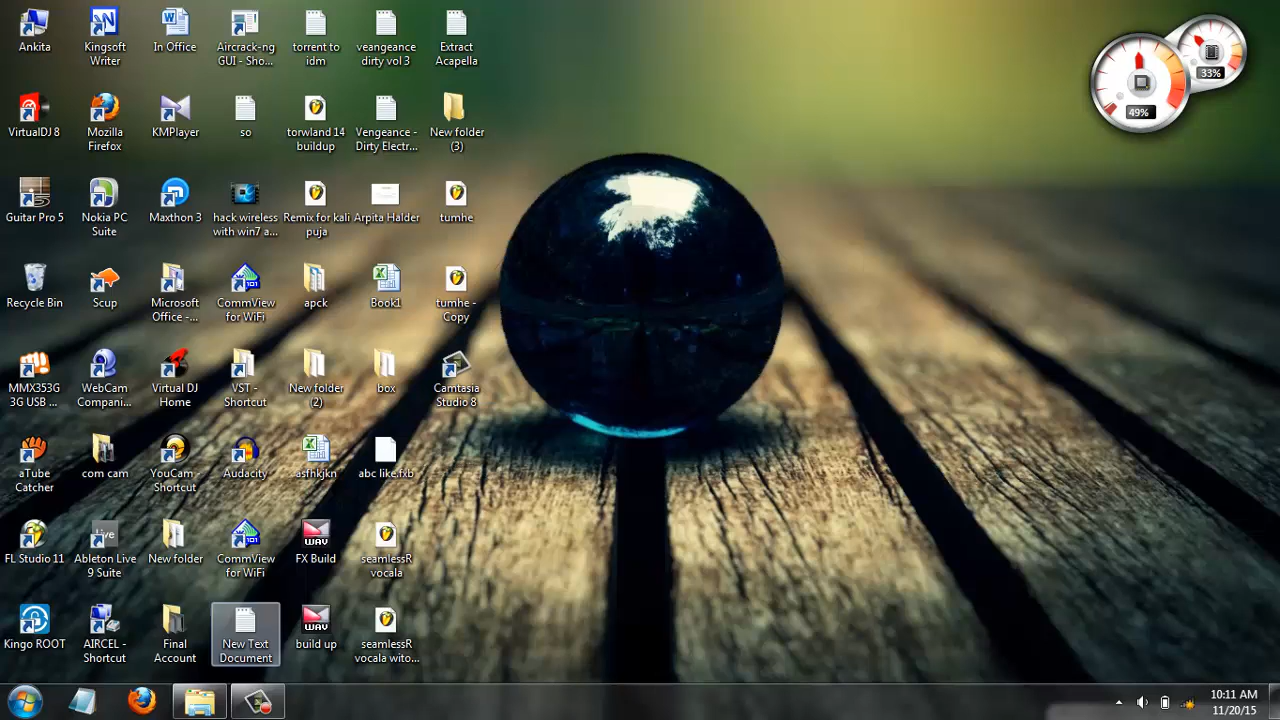 Ankita
Kingsoft
Writer
In Office
Aircrack-ng
GUI - Sho...
torrent to
idm
veangeance
dirty vol 3
Extract
Acapella
VirtualDJ 8
Mozilla
Firefox
KMPlayer
so
torwland 14
buildup
Vengeance -
Dirty Electr...
New folder
(3)
Guitar Pro 5
Nokia PC
Suite
Maxthon 3
hack wireless
with win7 a...
Remix for kali
puja
Arpita Halder
tumhe
Recycle Bin
Scup
Microsoft
Office -...
CommView
for WiFi
apck
Book1
tumhe -
Copy
MMX353G
3G USB ...
WebCam
Compani...
Virtual DJ
Home
VST -
Shortcut
New folder
(2)
box
Camtasia
Studio 8
aTube
Catcher
com cam
YouCam -
Shortcut
Audacity
asfhkjkn
abc like.fxb
FL Studio 11
Live
Ableton Live
9 Suite
New folder
CommView
for WiFi
WAV
FX Build
seamlessR
vocala
Kingo ROOT
AIRCEL -
Shortcut
Final
Account
New Text
Document
WAV
build up
seamlessR
vocala wito...
33%
49%
10:11 AM
11/20/15